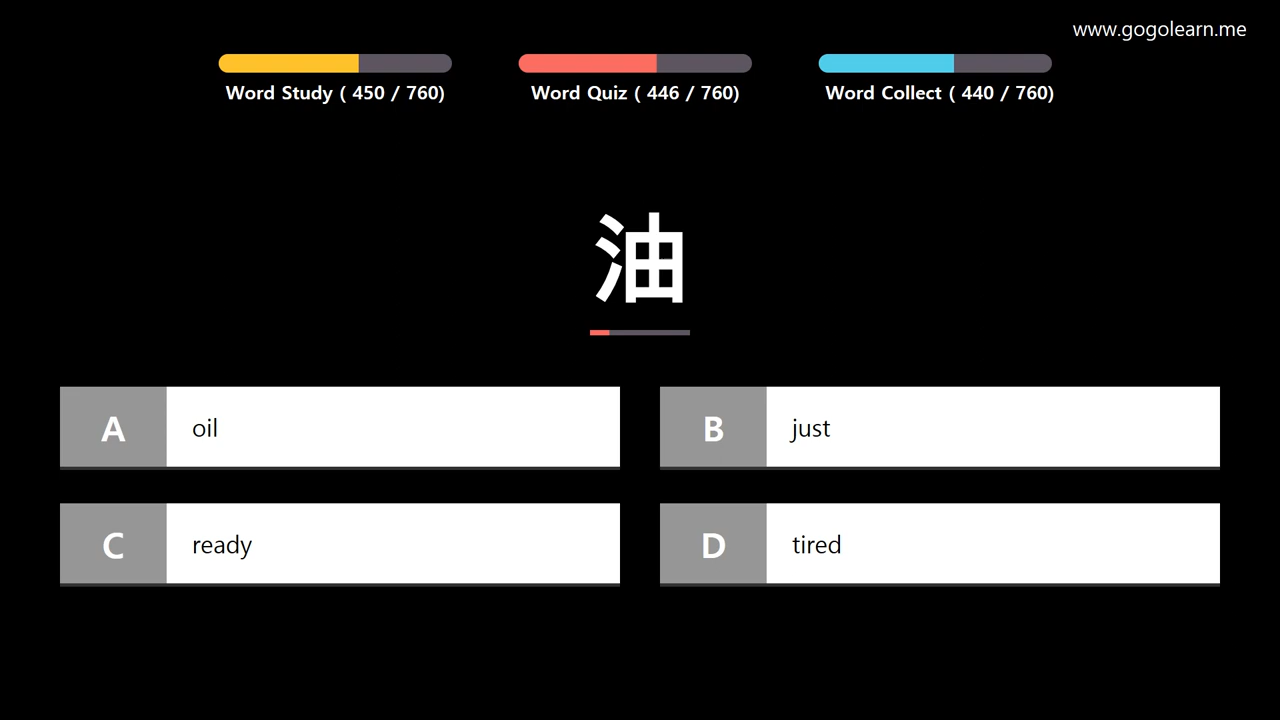 www.gogolearn.me
Word Study ( 450 / 760)
Word Quiz ( 446 / 760)
Word Collect ( 440 / 760)
油
A oil
B just
C ready
D tired